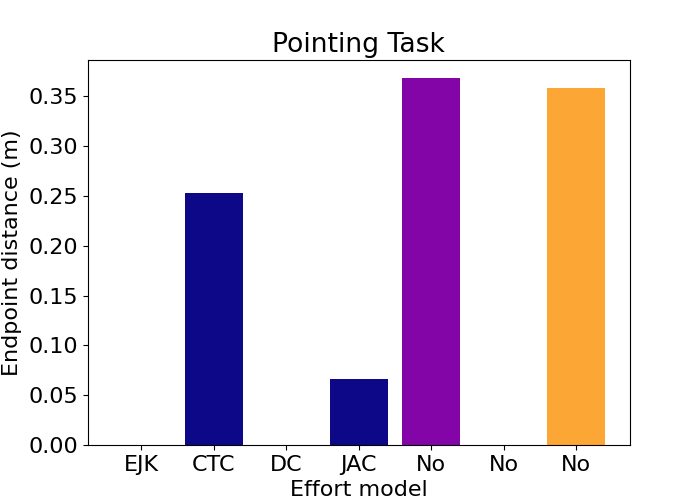 Pointing Task
Endpoint distance (m)
0.35
0.30
0.25
0.20
0.15
0.10
0.05
0.00
EJK CTC DC JAC No No No
Effort model